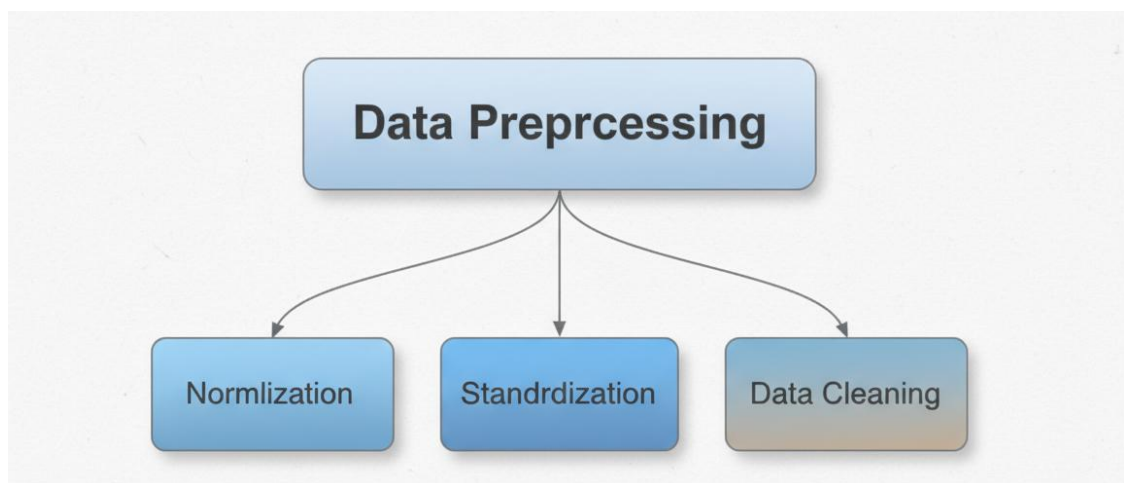 Data Preprcessing
Normlization
Standrdization
Data Cleaning